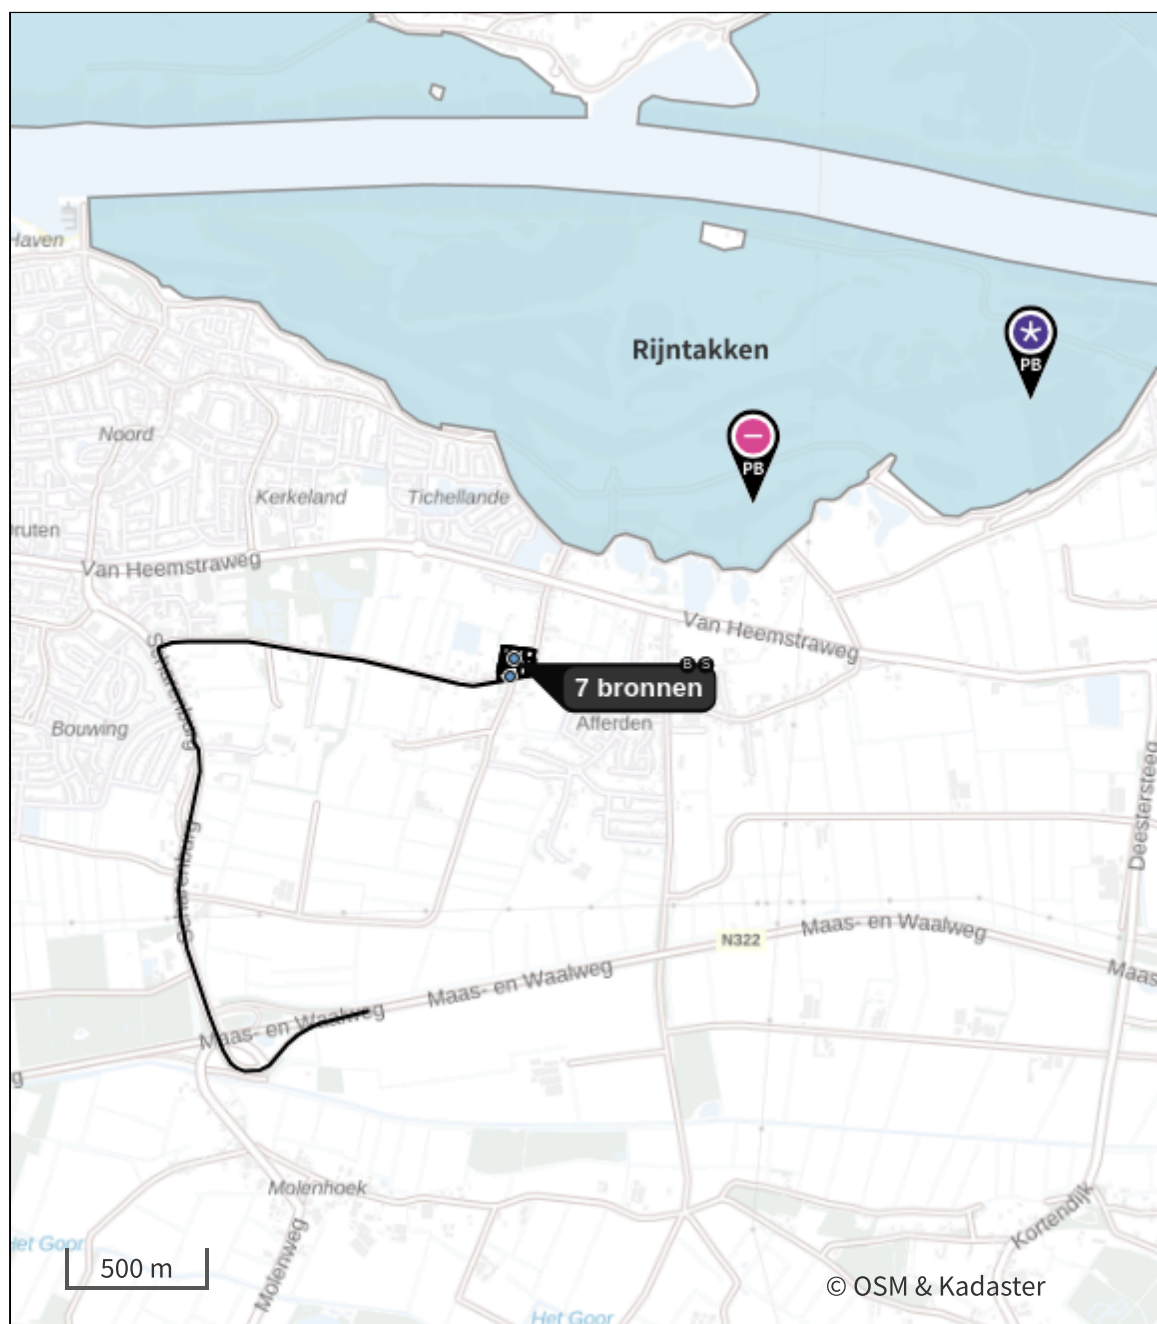 Haven
Rijntakken
PB
PB
Noord
Kerkeland
Tichellande
Druten
Van Heemstraweg
Van Heemstraweg
B S
7 bronnen
Afferden
Bouwing
Deestersteeg
N322
Maas- en Waalweg
Maas- en Waalweg
Maas- en Waalweg
Maas
g
Molenhoek
Kortendijk
Het Goor
Molenweg
500 m
© OSM & Kadaster
Het Goor